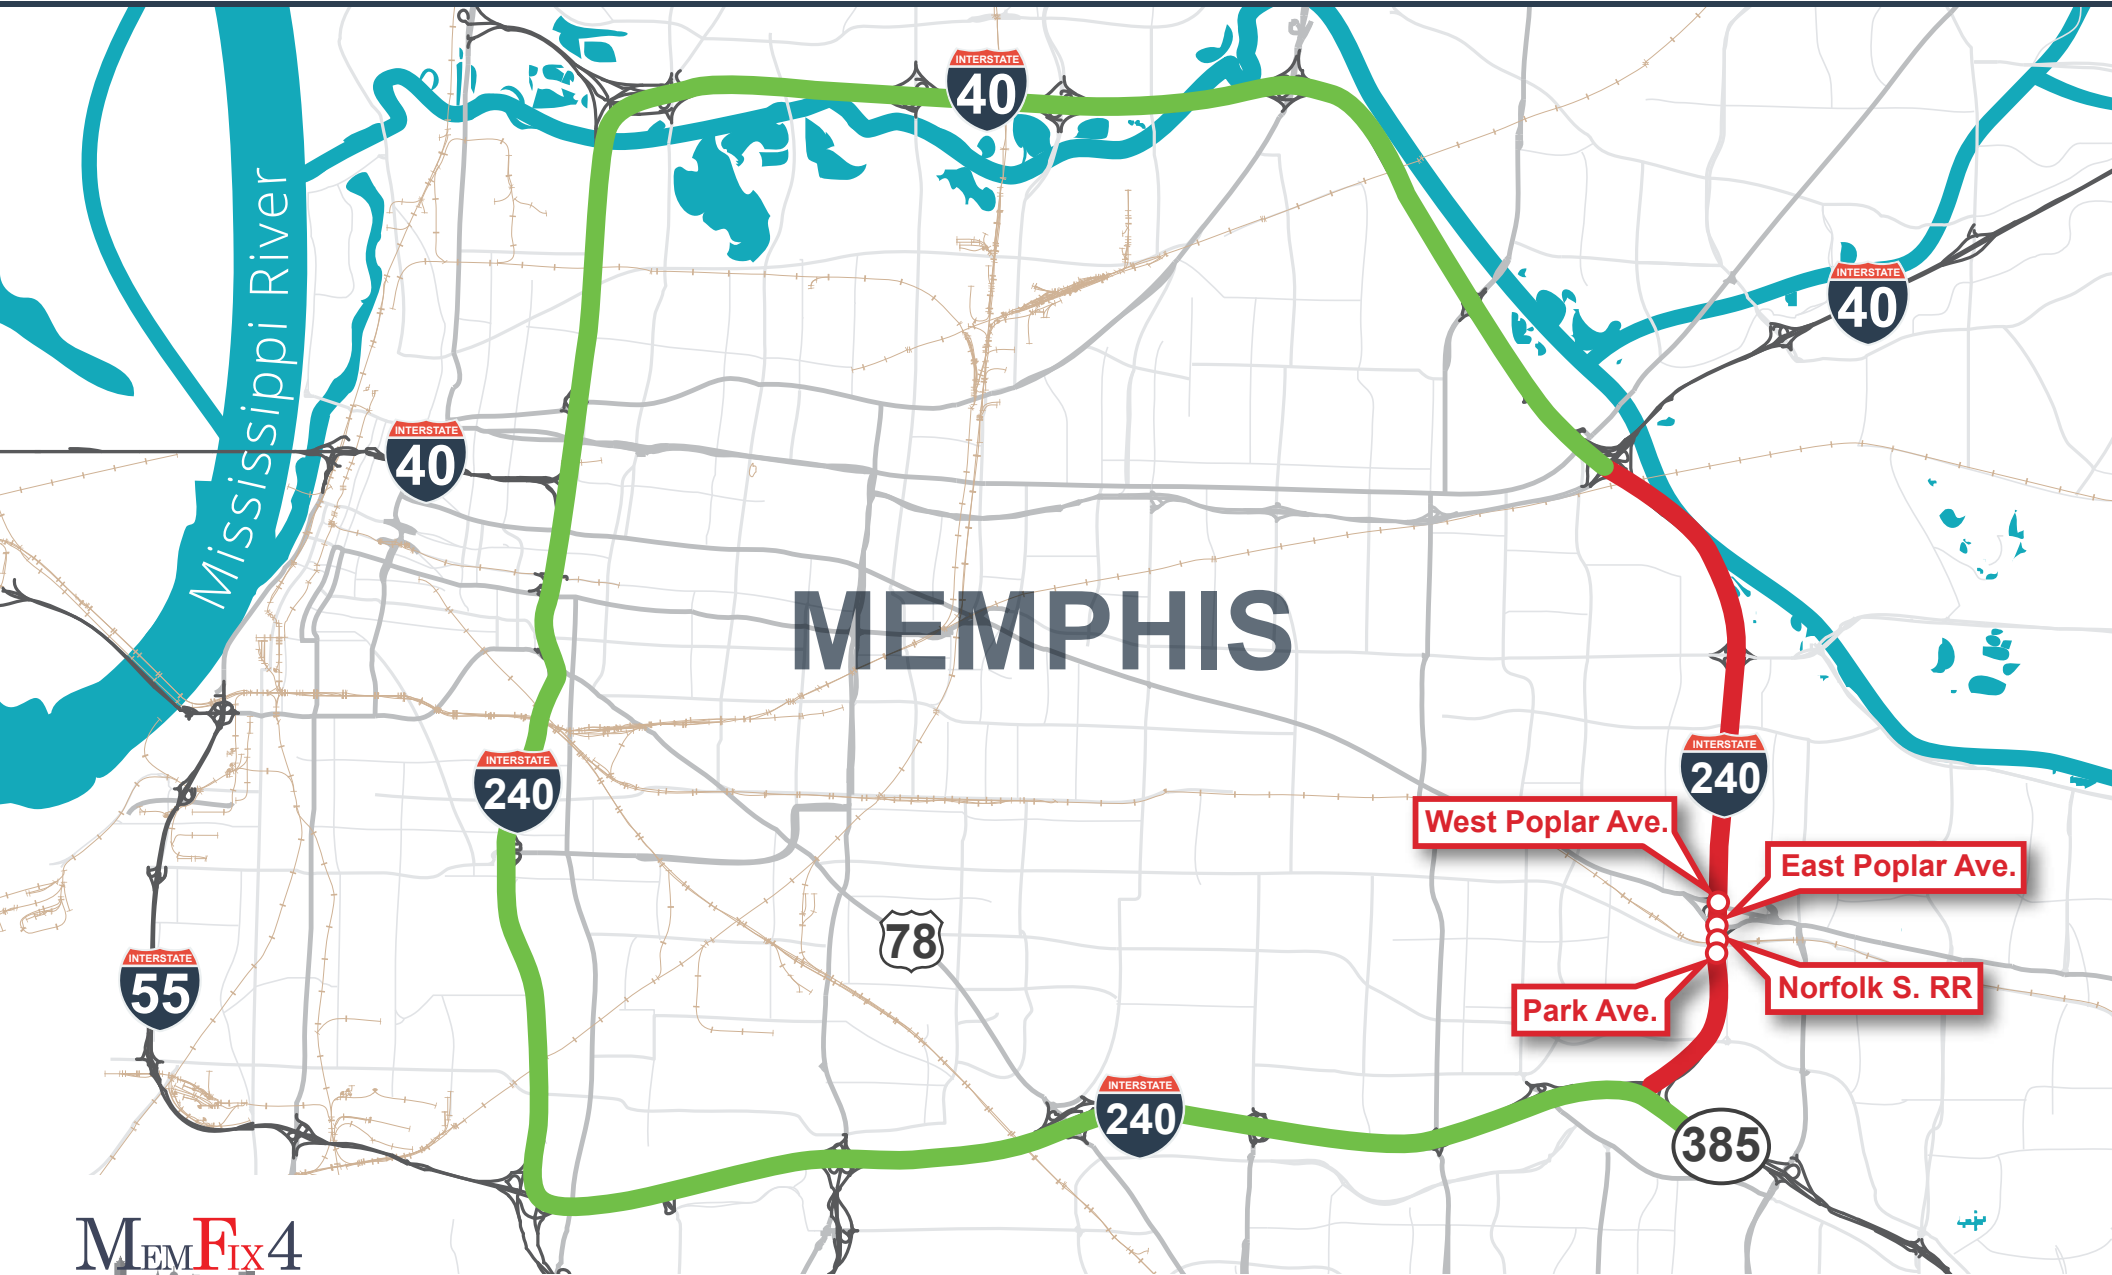 INTERSTATE
40
Mississippi River
INTERSTATE
40
INTERSTATE
40
MEMPHIS
INTERSTATE
240
INTERSTATE
240
West Poplar Ave.
East Poplar Ave.
78
INTERSTATE
55
Norfolk S. RR
Park Ave.
INTERSTATE
240
385
MEMFIX4